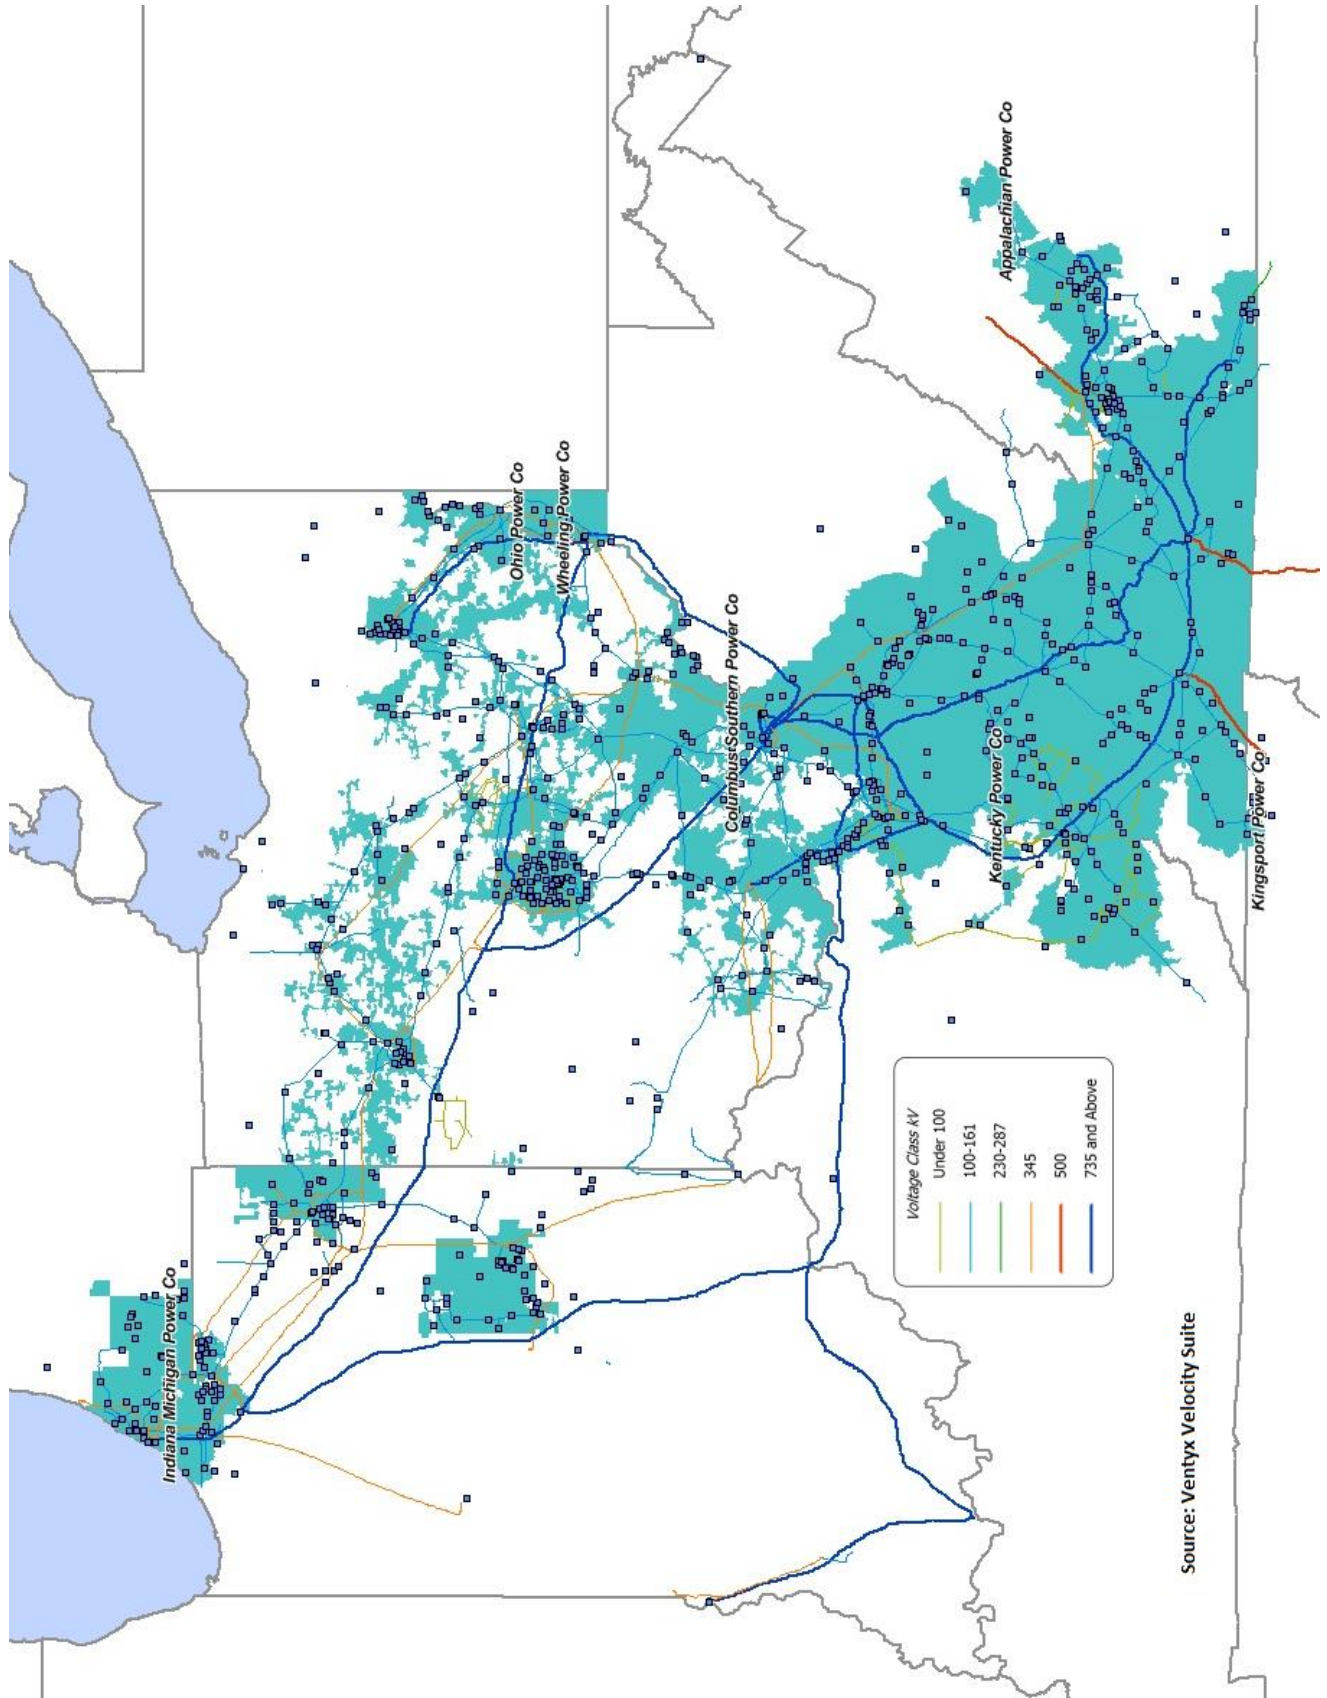 Indiana Michigan Power Co
Ohio Power Co
Wheeling Power Co
Columbus Southern Power Co
Appalachian Power Co
Kentucky Power Co
Kingsport Power Co
Voltage Class kV
Under 100
100-161
230-287
345
500
735 and Above
Source: Ventyx Velocity Suite